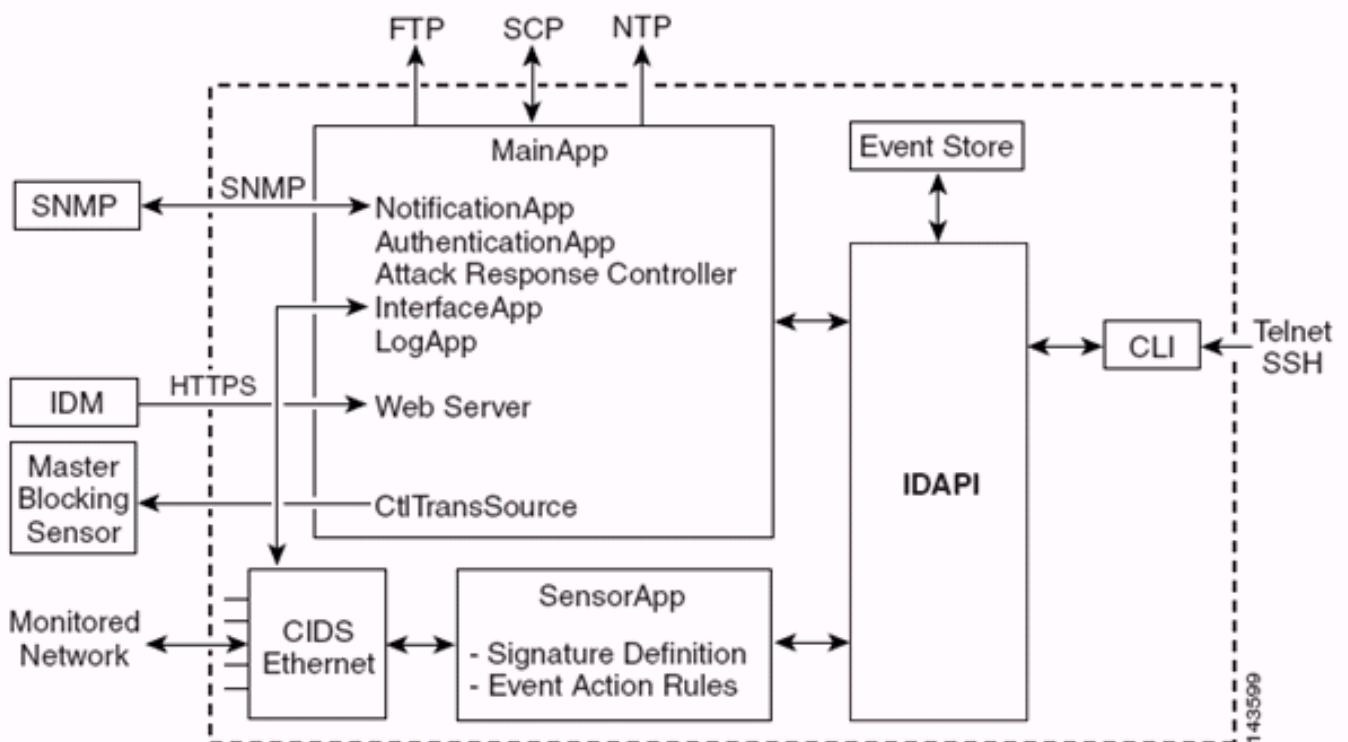 FTP
SCP
NTP
MainApp
Event Store
SNMP
SNMP
NotificationApp
AuthenticationApp
Attack Response Controller
InterfaceApp
LogApp
CLI
Telnet
SSH
IDM
HTTPS
Web Server
Master
Blocking
Sensor
CtlTransSource
IDAPI
Monitored
Network
CIDS
Ethernet
SensorApp
- Signature Definition
- Event Action Rules
143599